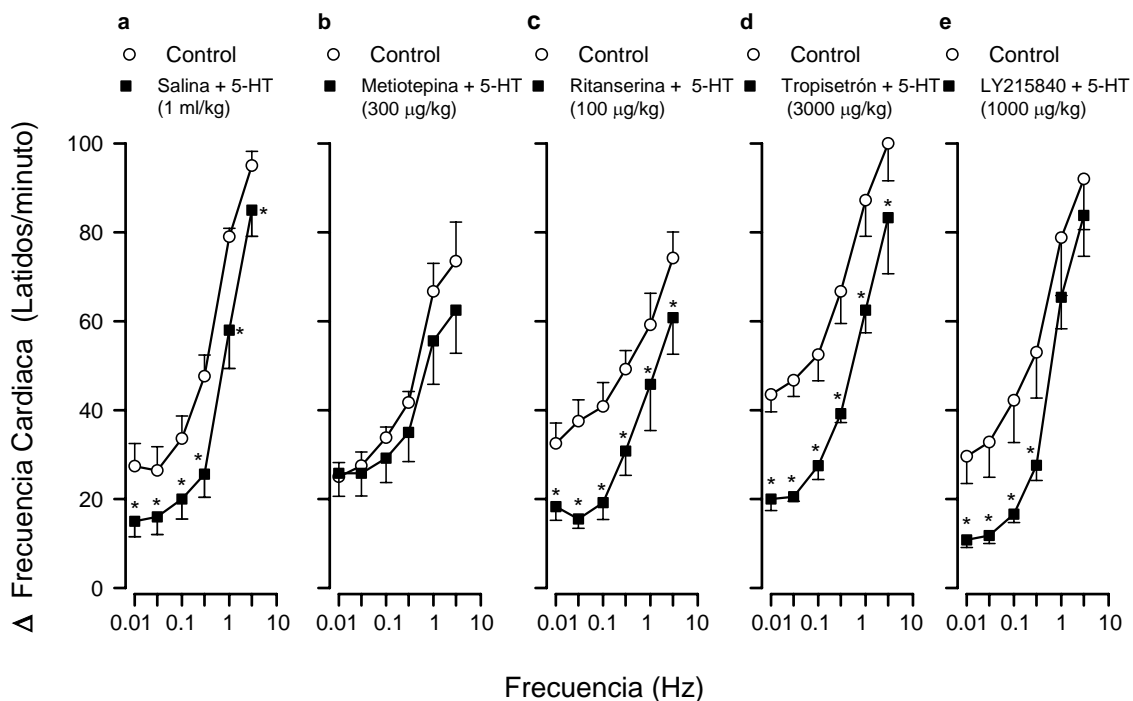 a
Control
Salina + 5-HT
(1 ml/kg)
b
Control
Metiotepina + 5-HT
(300 μg/kg)
c
Control
Ritanserina + 5-HT
(100 μg/kg)
d
Control
Tropisetrón + 5-HT
(3000 μg/kg)
e
Control
LY215840 + 5-HT
(1000 μg/kg)
Δ Frecuencia Cardiaca (Latidos/minuto)
100
80
60
40
20
0
* * * * * *
* * * * * *
* * * * * *
* * * *
0.01 0.1 1 10
0.01 0.1 1 10
0.01 0.1 1 10
0.01 0.1 1 10
0.01 0.1 1 10
Frecuencia (Hz)